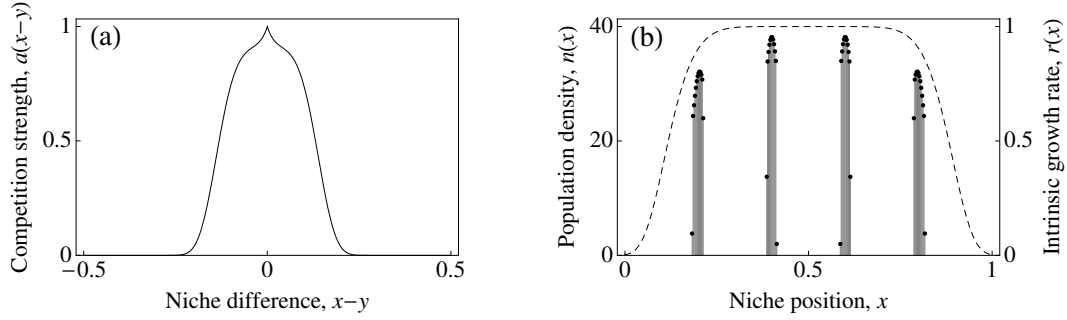 (a)
Competition strength, a(x−y)
1
0.5
0
−0.5
0
0.5
Niche difference, x−y
(b)
Population density, n(x)
40
20
0
0
0.5
1
Niche position, x
1
0.5
0
Intrinsic growth rate, r(x)